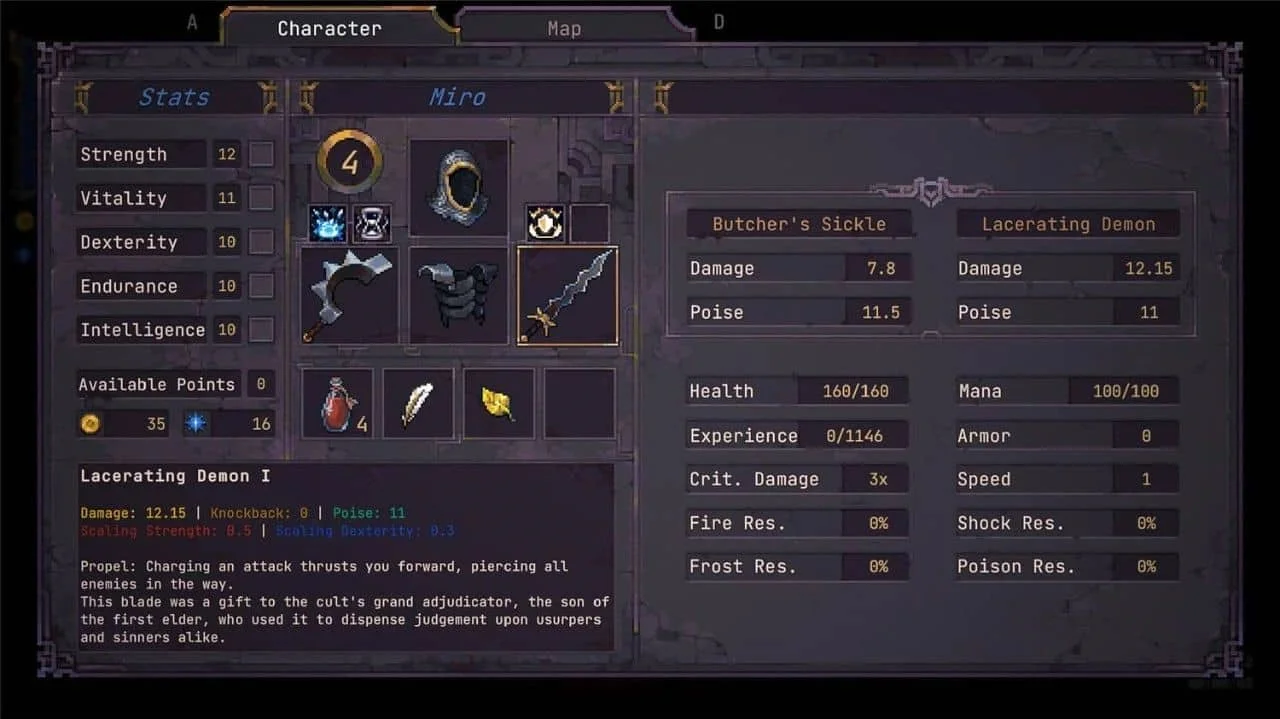 A
Character
Map
D
Stats
Miro
Strength 12
Vitality 11
Dexterity 10
Endurance 10
Intelligence 10
Available Points 0
35 16
4
4
Lacerating Demon I
Damage: 12.15 | Knockback: 0 | Poise: 11
Scaling Strength: 0.5 | Scaling Dexterity: 0.3
Propel: Charging an attack thrusts you forward, piercing all
enemies in the way.
This blade was a gift to the cult's grand adjudicator, the son of
the first elder, who used it to dispense judgement upon usurpers
and sinners alike.
Butcher's Sickle
Damage 7.8
Poise 11.5
Lacerating Demon
Damage 12.15
Poise 11
Health 160/160
Mana 100/100
Experience 0/1146
Armor 0
Crit. Damage 3x
Speed 1
Fire Res. 0%
Shock Res. 0%
Frost Res. 0%
Poison Res. 0%